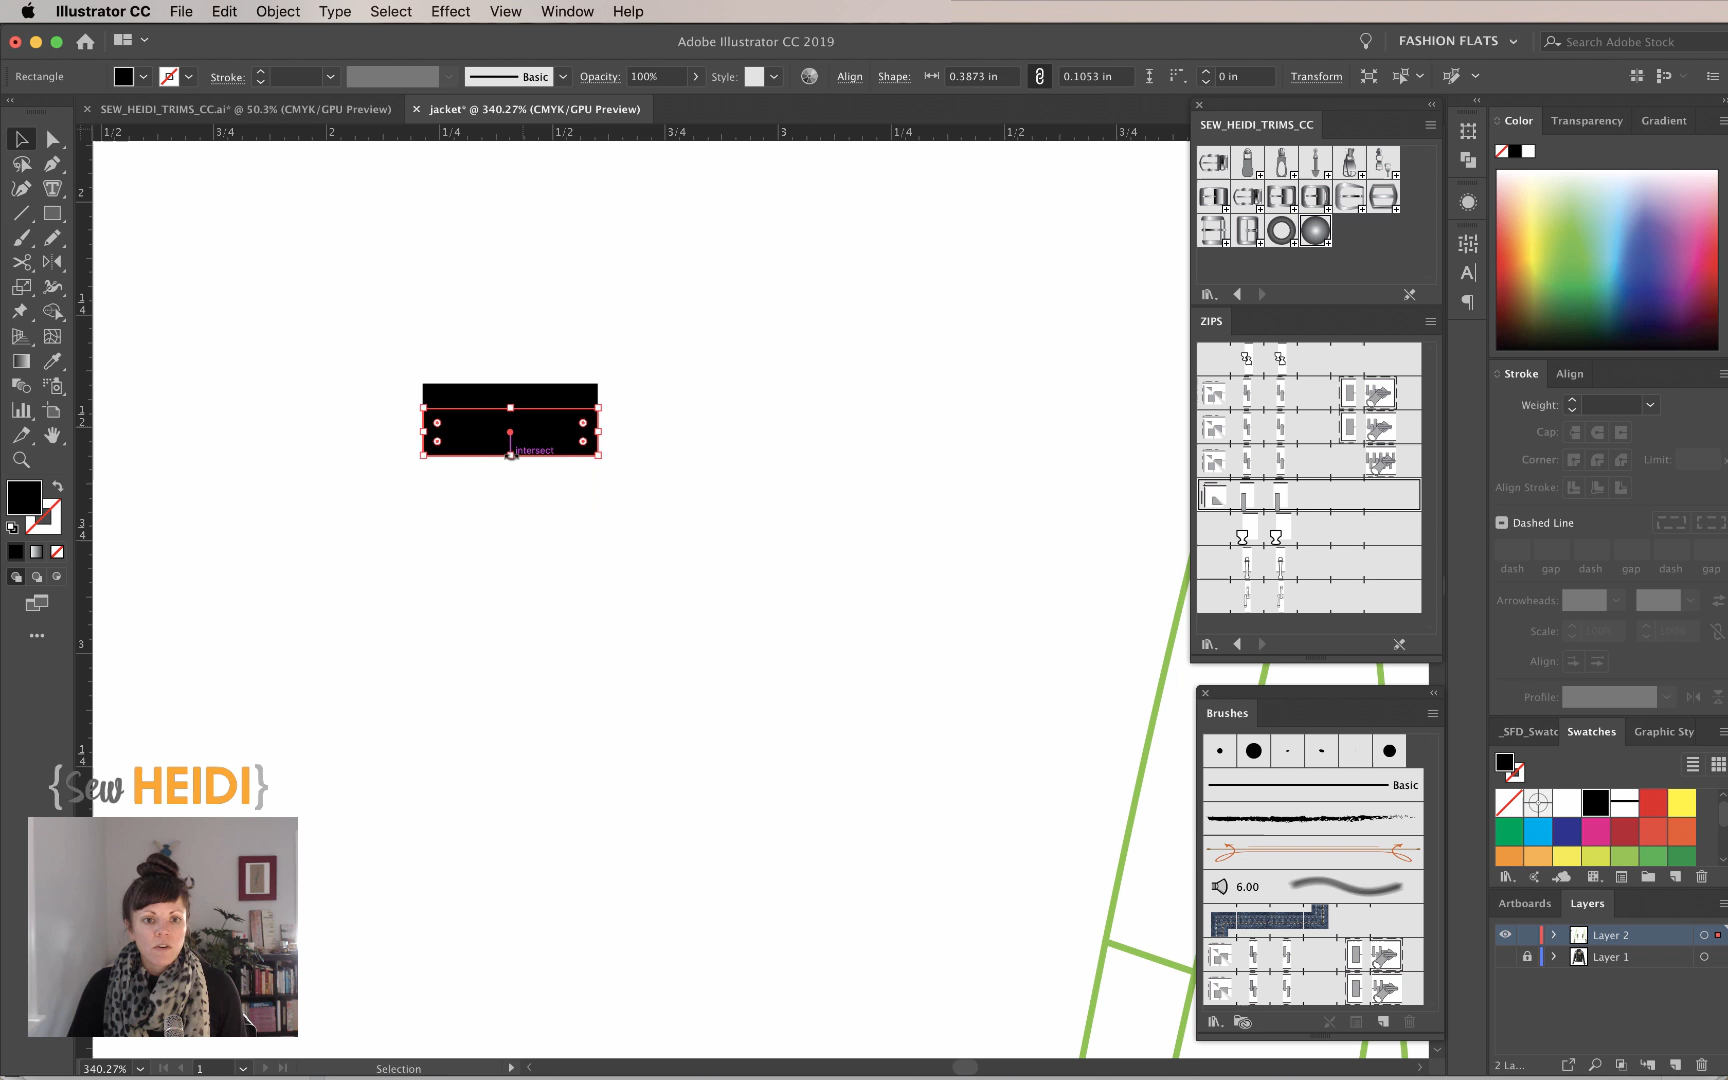 Illustrator CC File Edit Object Type Select Effect View Window Help
Adobe Illustrator CC 2019
FASHION FLATS
Search Adobe Stock
Rectangle Stroke: Basic Opacity: 100% Style: Align Shape: 0.3873 in 0.1053 in 0 in Transform
SEW_HEIDI_TRIMS_CC.ai* @ 50.3% (CMYK/GPU Preview) jacket* @ 340.27% (CMYK/GPU Preview)
1/2 3/4 2 1/4 1/2 3/4 3 1/4 1/2 3/4
SEW_HEIDI_TRIMS_CC
Color Transparency Gradient
2
1
4
ZIPS
Stroke Align
Weight:
1
2
Cap:
intersect
Corner: Limit:
Align Stroke:
Dashed Line
3
4
dash gap dash gap dash gap
Arrowheads:
Scale: 100% 100%
3
Align:
Profile:
Brushes
_SFD_Swatc Swatches Graphic Sty
1
4
Basic
{Sew HEIDI}
6.00
Artboards Layers
Layer 2
Layer 1
340.27% 1 Selection
2 La...